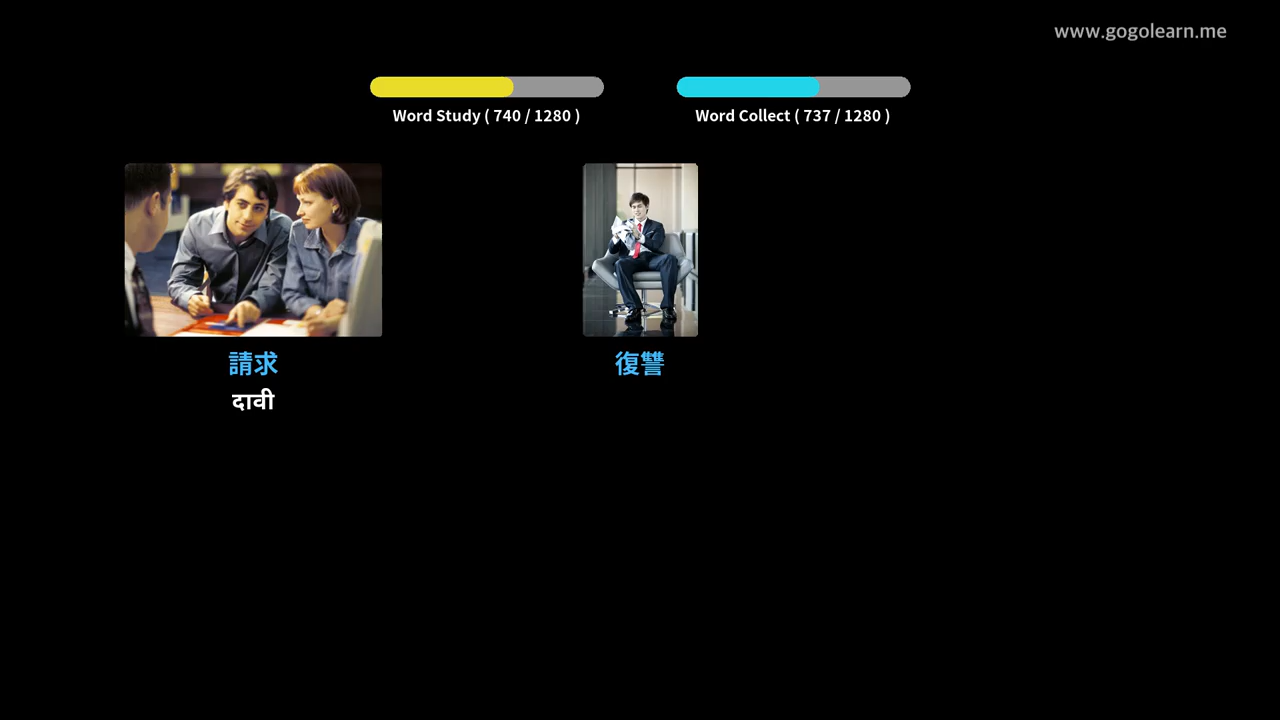 www.gogolearn.me
Word Study ( 740 / 1280 )
Word Collect ( 737 / 1280 )
請求
復讐
दावी